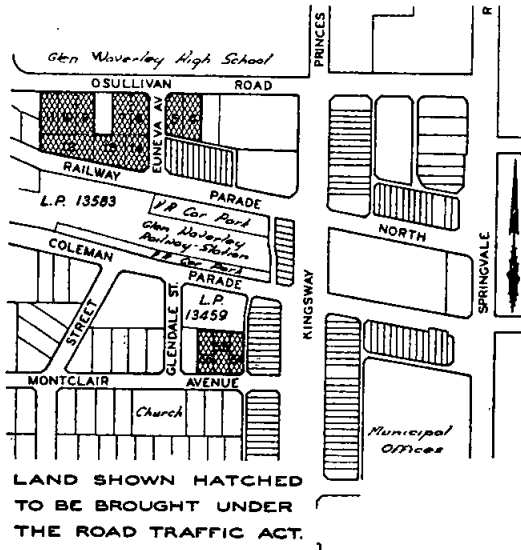 Glen Waverley High School
PRINCES
R
OSULLIVAN ROAD
EUNEVA AV
RAILWAY PARADE
L.P. 13583
V.R Car Park
Glen Waverley
Railway Station
V.R Car Park
NORTH
COLEMAN PARADE
SPRINGVALE
KINGSWAY
STREET
GLENDALE ST.
L.P.
13459
MONTCLAIR AVENUE
Church
Municipal
Offices
LAND SHOWN HATCHED
TO BE BROUGHT UNDER
THE ROAD TRAFFIC ACT.